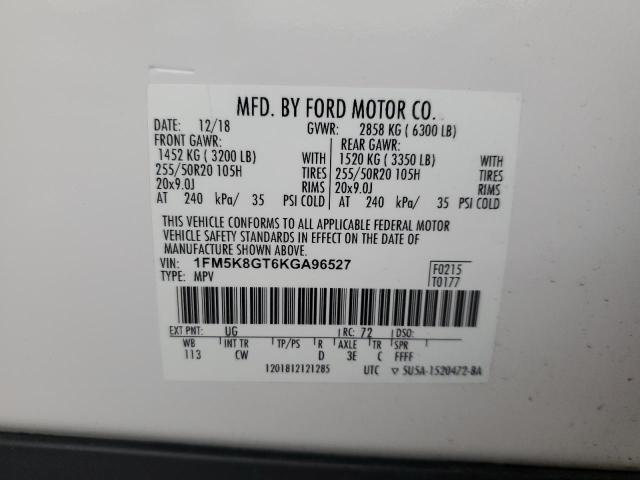 MFD. BY FORD MOTOR CO.
DATE: 12/18 GVWR: 2858 KG ( 6300 LB)
FRONT GAWR: REAR GAWR:
1452 KG ( 3200 LB) WITH 1520 KG ( 3350 LB) WITH
255/50R20 105H TIRES 255/50R20 105H TIRES
20x9.0J RIMS 20x9.0J RIMS
AT 240 kPa/ 35 PSI COLD AT 240 kPa/ 35 PSI COLD
THIS VEHICLE CONFORMS TO ALL APPLICABLE FEDERAL MOTOR
VEHICLE SAFETY STANDARDS IN EFFECT ON THE DATE OF
MANUFACTURE SHOWN ABOVE.
VIN: 1FM5K8GT6KGA96527 F0215
TYPE: MPV T0177
EXT PNT: UG RC: 72 DSO:
WB INT TR TP/PS R AXLE TR SPR
113 CW D 3E C FFFF
1201812121285 UTC ▽ 5U5A-1520472-BA